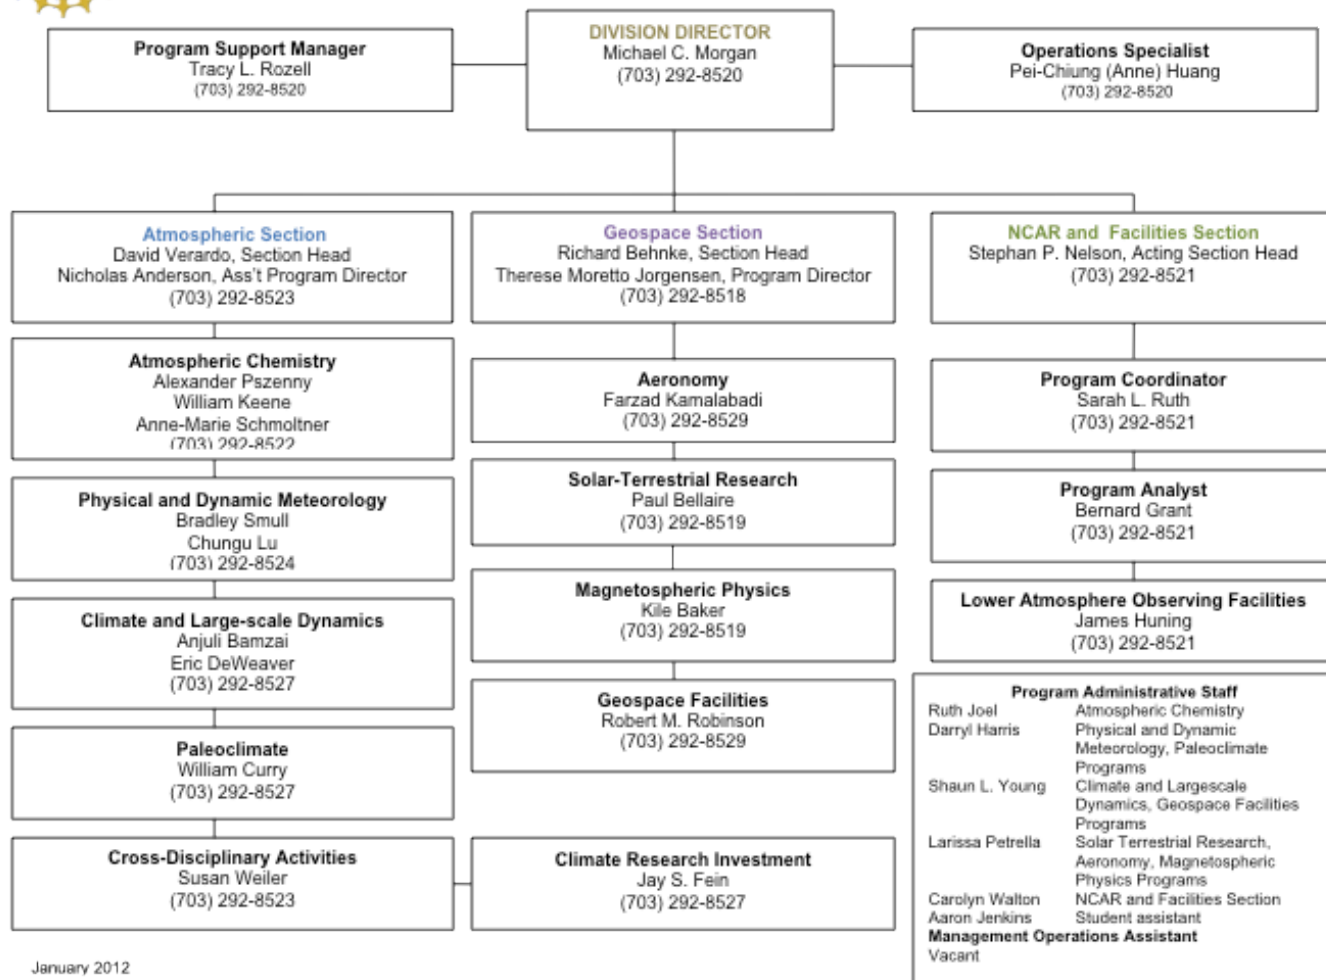 DIVISION DIRECTOR
Michael C. Morgan
(703) 292-8520
Program Support Manager
Tracy L. Rozell
(703) 292-8520
Operations Specialist
Pei-Chiung (Anne) Huang
(703) 292-8520
Atmospheric Section
David Verardo, Section Head
Nicholas Anderson, Ass't Program Director
(703) 292-8523
Atmospheric Chemistry
Alexander Pszenny
William Keene
Anne-Marie Schmoltner
(703) 292-8522
Physical and Dynamic Meteorology
Bradley Smull
Chungu Lu
(703) 292-8524
Climate and Large-scale Dynamics
Anjuli Bamzai
Eric DeWeaver
(703) 292-8527
Paleoclimate
William Curry
(703) 292-8527
Cross-Disciplinary Activities
Susan Weiler
(703) 292-8523
Geospace Section
Richard Behnke, Section Head
Therese Moretto Jorgensen, Program Director
(703) 292-8518
Aeronomy
Farzad Kamalabadi
(703) 292-8529
Solar-Terrestrial Research
Paul Bellaire
(703) 292-8519
Magnetospheric Physics
Kile Baker
(703) 292-8519
Geospace Facilities
Robert M. Robinson
(703) 292-8529
Climate Research Investment
Jay S. Fein
(703) 292-8527
NCAR and Facilities Section
Stephan P. Nelson, Acting Section Head
(703) 292-8521
Program Coordinator
Sarah L. Ruth
(703) 292-8521
Program Analyst
Bernard Grant
(703) 292-8521
Lower Atmosphere Observing Facilities
James Huning
(703) 292-8521
Program Administrative Staff
Ruth Joel Atmospheric Chemistry
Darryl Harris Physical and Dynamic
Meteorology, Paleoclimate
Programs
Shaun L. Young Climate and Largescale
Dynamics, Geospace Facilities
Programs
Larissa Petrella Solar Terrestrial Research,
Aeronomy, Magnetospheric
Physics Programs
Carolyn Walton NCAR and Facilities Section
Aaron Jenkins Student assistant
Management Operations Assistant
Vacant
January 2012